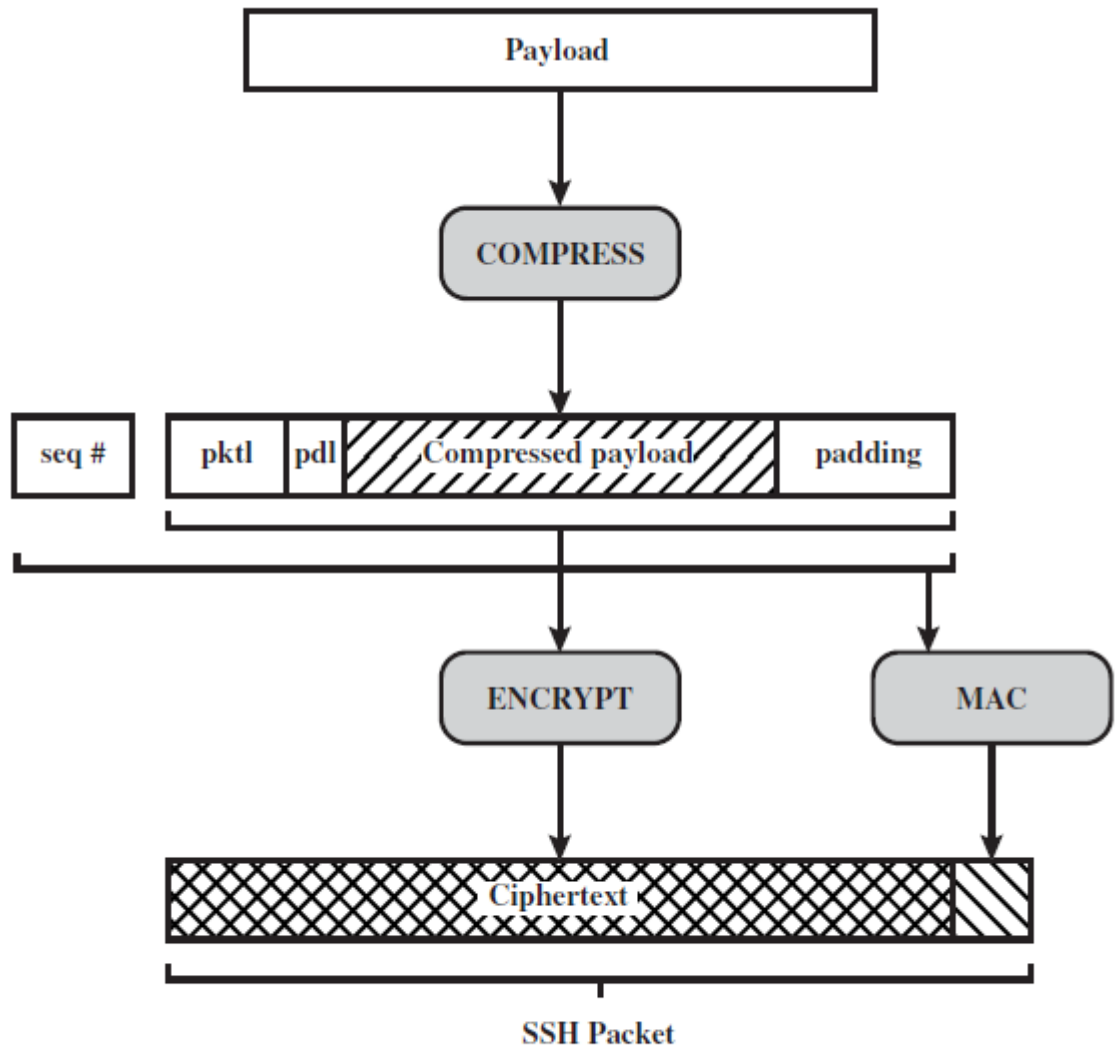 Payload
COMPRESS
seq # pktl pdl Compressed payload padding
ENCRYPT MAC
Ciphertext
SSH Packet